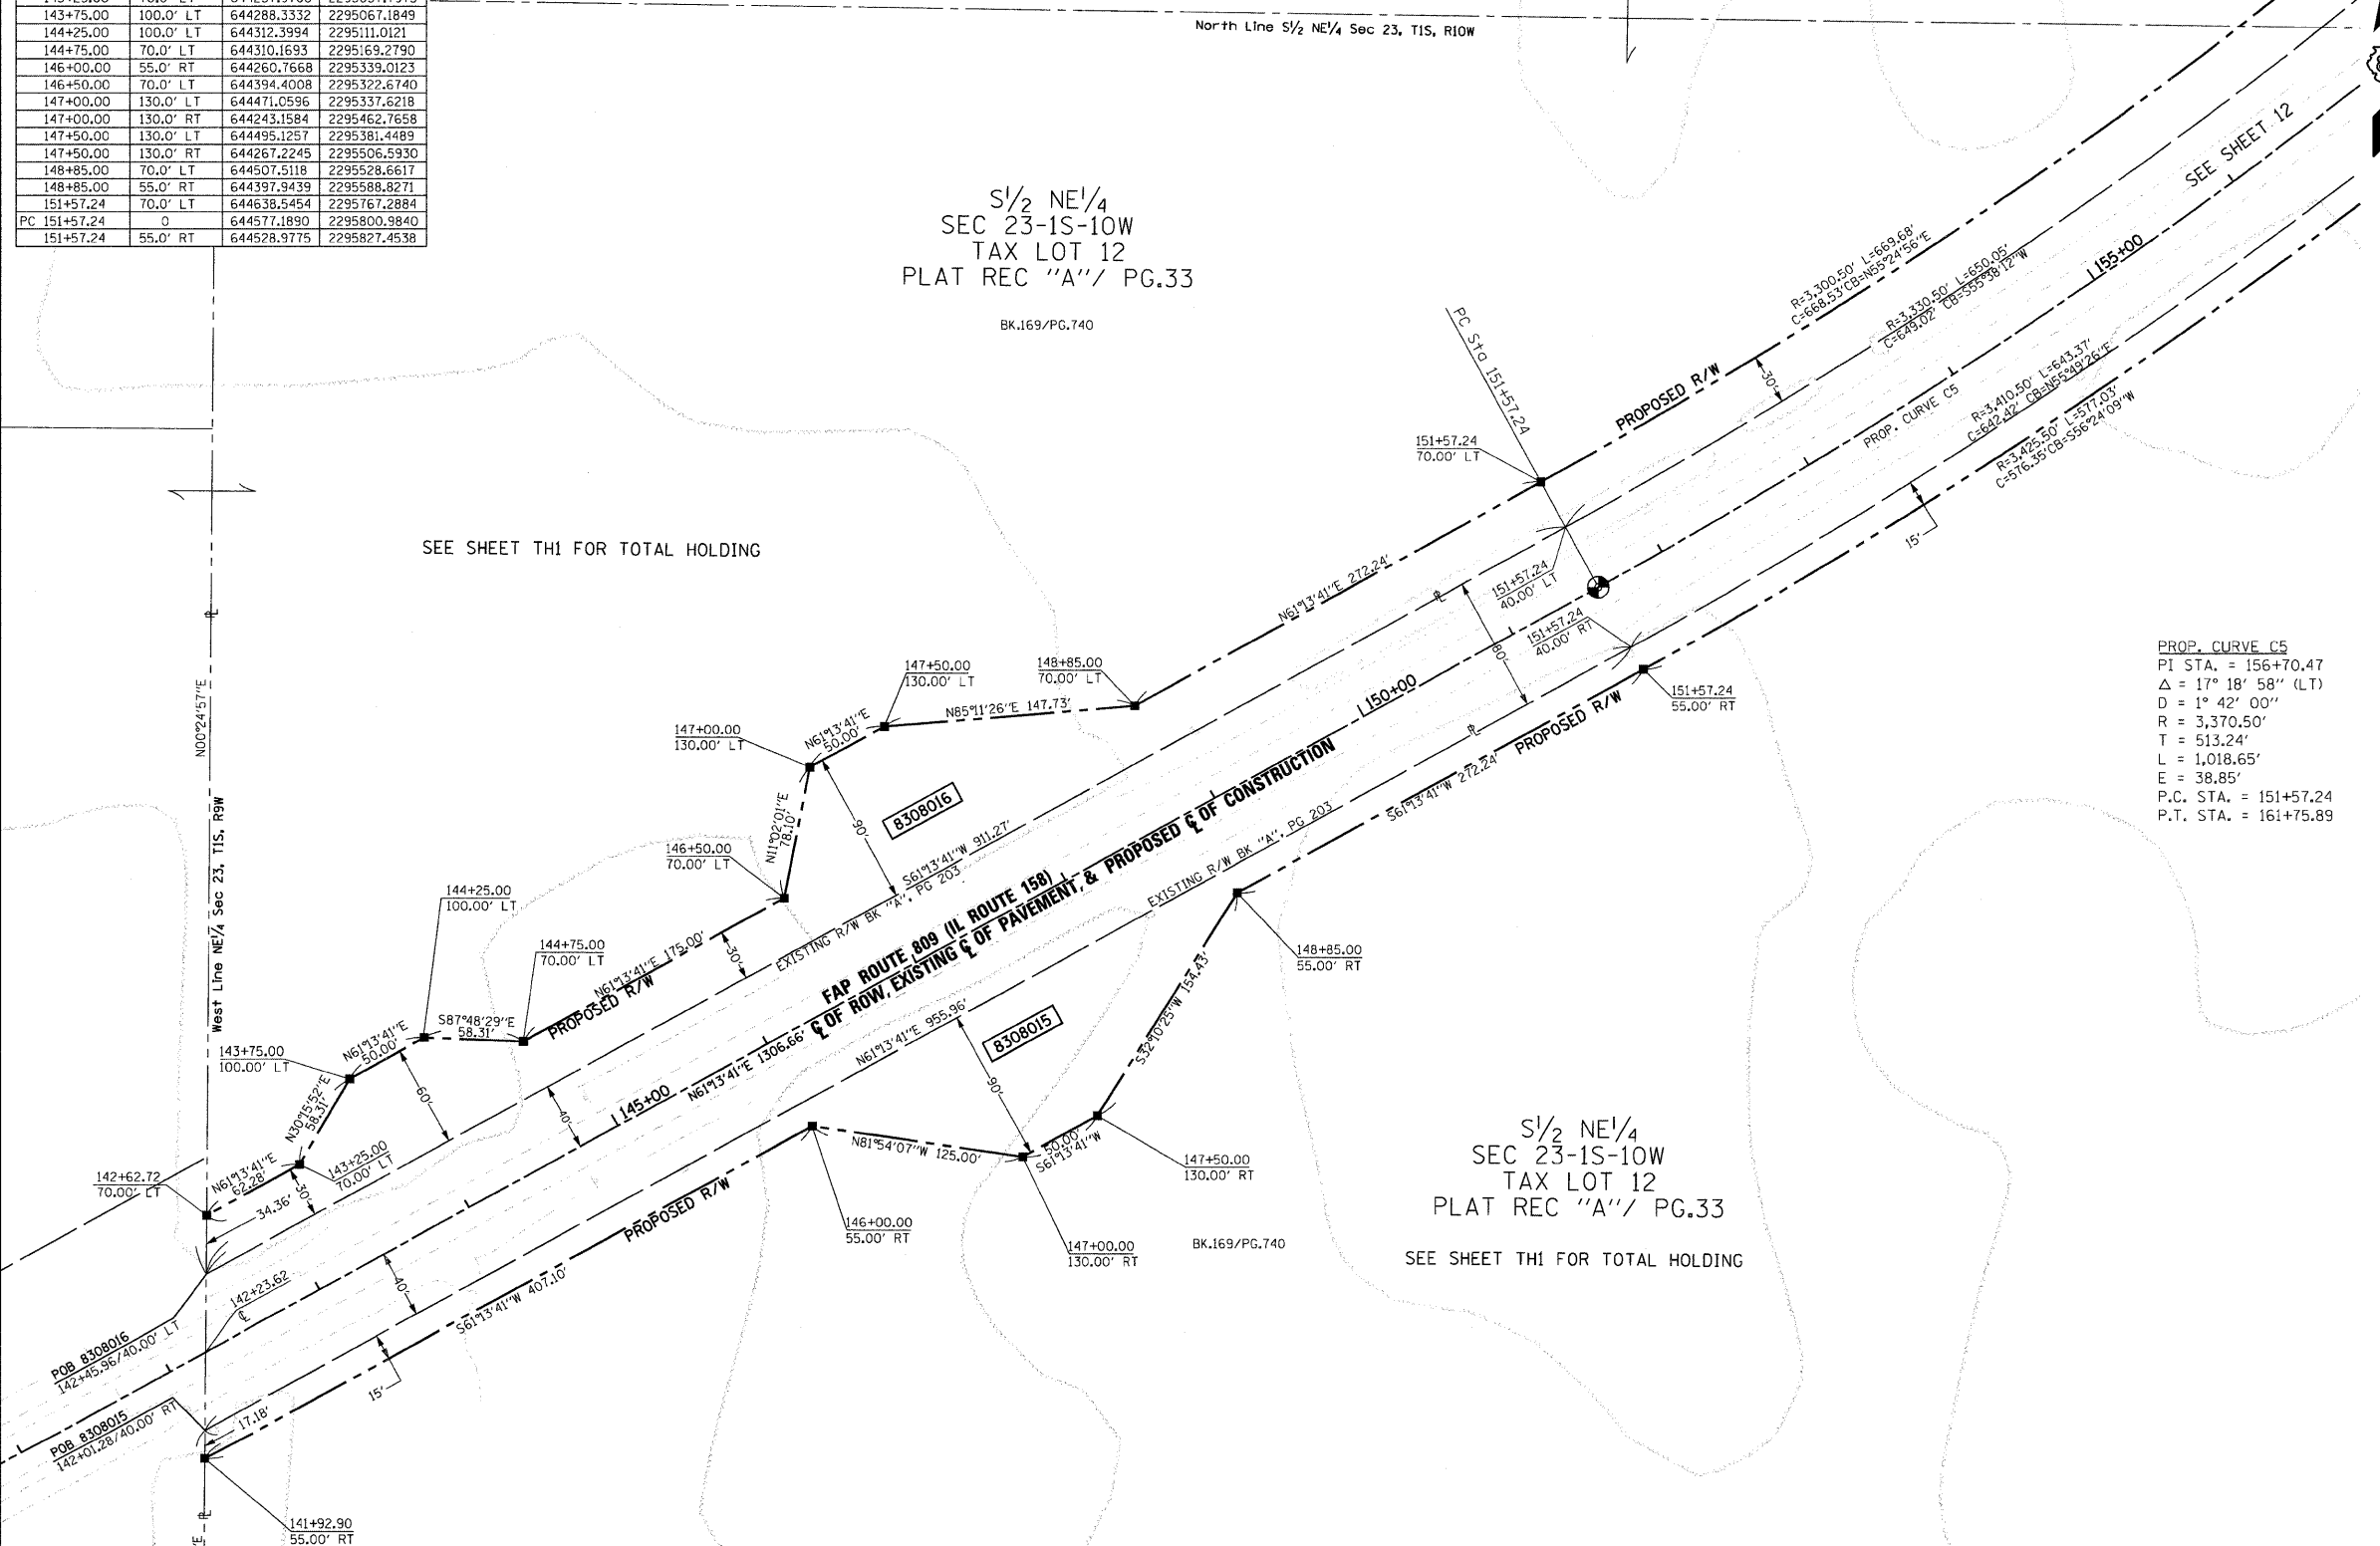 143+75.00 100.0' LT 644288.3332 2295067.1849
144+25.00 100.0' LT 644312.3994 2295111.0121
144+75.00 70.0' LT 644310.1693 2295169.2790
146+00.00 55.0' RT 644260.7668 2295339.0123
146+50.00 70.0' LT 644394.4008 2295322.6740
147+00.00 130.0' LT 644471.0596 2295337.6218
147+00.00 130.0' RT 644243.1584 2295462.7658
147+50.00 130.0' LT 644495.1257 2295381.4489
147+50.00 130.0' RT 644267.2245 2295506.5930
148+85.00 70.0' LT 644507.5118 2295528.6617
148+85.00 55.0' RT 644397.9439 2295588.8271
151+57.24 70.0' LT 644638.5454 2295767.2884
PC 151+57.24 0 644577.1890 2295800.9840
151+57.24 55.0' RT 644528.9775 2295827.4538
North Line S1/2 NE1/4 Sec 23, T1S, R10W
SEE SHEET 12
S1/2 NE1/4
SEC 23-1S-10W
TAX LOT 12
PLAT REC "A"/ PG.33
BK.169/PG.740
SEE SHEET TH1 FOR TOTAL HOLDING
PC Sta 151+57.24
151+57.24
70.00' LT
PROPOSED R/W
30'
R=3,300.50' L=669.68'
C=668.53' CB=N55°24'56"E
R=3,330.50' L=650.05'
C=649.02' CB=S55°38'12"W
155+00
PROP. CURVE C5
R=3,410.50' L=643.37'
C=642.42' CB=N55°49'26"E
R=3,425.50' L=577.03'
C=576.35' CB=S56°24'09"W
15'
N61°13'41"E 272.24'
151+57.24
40.00' LT
151+57.24
40.00' RT
80'
151+57.24
55.00' RT
PROP. CURVE C5
PI STA. = 156+70.47
Δ = 17° 18' 58" (LT)
D = 1° 42' 00"
R = 3,370.50'
T = 513.24'
L = 1,018.65'
E = 38.85'
P.C. STA. = 151+57.24
P.T. STA. = 161+75.89
N00°24'57"E
West Line NE1/4 Sec 23, T1S, R9W
147+50.00
130.00' LT
148+85.00
70.00' LT
N85°11'26"E 147.73'
N61°13'41"E
50.00'
147+00.00
130.00' LT
N11°02'01"E
78.10'
90'
8308016
146+50.00
70.00' LT
150+00
PROPOSED R/W
S61°13'41"W 272.24'
S61°13'41"W 911.27'
EXISTING R/W BK "A", PG 203
FAP ROUTE 809 (IL ROUTE 158)
℄ OF ROW, EXISTING ℄ OF PAVEMENT, & PROPOSED ℄ OF CONSTRUCTION
EXISTING R/W BK "A", PG 203
144+25.00
100.00' LT
144+75.00
70.00' LT
N61°13'41"E 175.00'
PROPOSED R/W
30'
S87°48'29"E
58.31'
N61°13'41"E
50.00'
143+75.00
100.00' LT
N30°15'52"E
58.31'
60'
40'
145+00
N61°13'41"E 1306.66'
N61°13'41"E 955.96'
8308015
90'
148+85.00
55.00' RT
S32°10'25"W 154.43'
N81°54'07"W 125.00'
50.00'
S61°13'41"W
147+50.00
130.00' RT
147+00.00
130.00' RT
146+00.00
55.00' RT
PROPOSED R/W
S61°13'41"W 407.10'
142+62.72
70.00' LT
N61°13'41"E
62.28'
143+25.00
70.00' LT
30'
34.36'
142+23.62
℄
40'
15'
POB 8308016
142+45.96/40.00' LT
POB 8308015
142+01.28/40.00' RT
17.18'
141+92.90
55.00' RT
BK.169/PG.740
S1/2 NE1/4
SEC 23-1S-10W
TAX LOT 12
PLAT REC "A"/ PG.33
SEE SHEET TH1 FOR TOTAL HOLDING